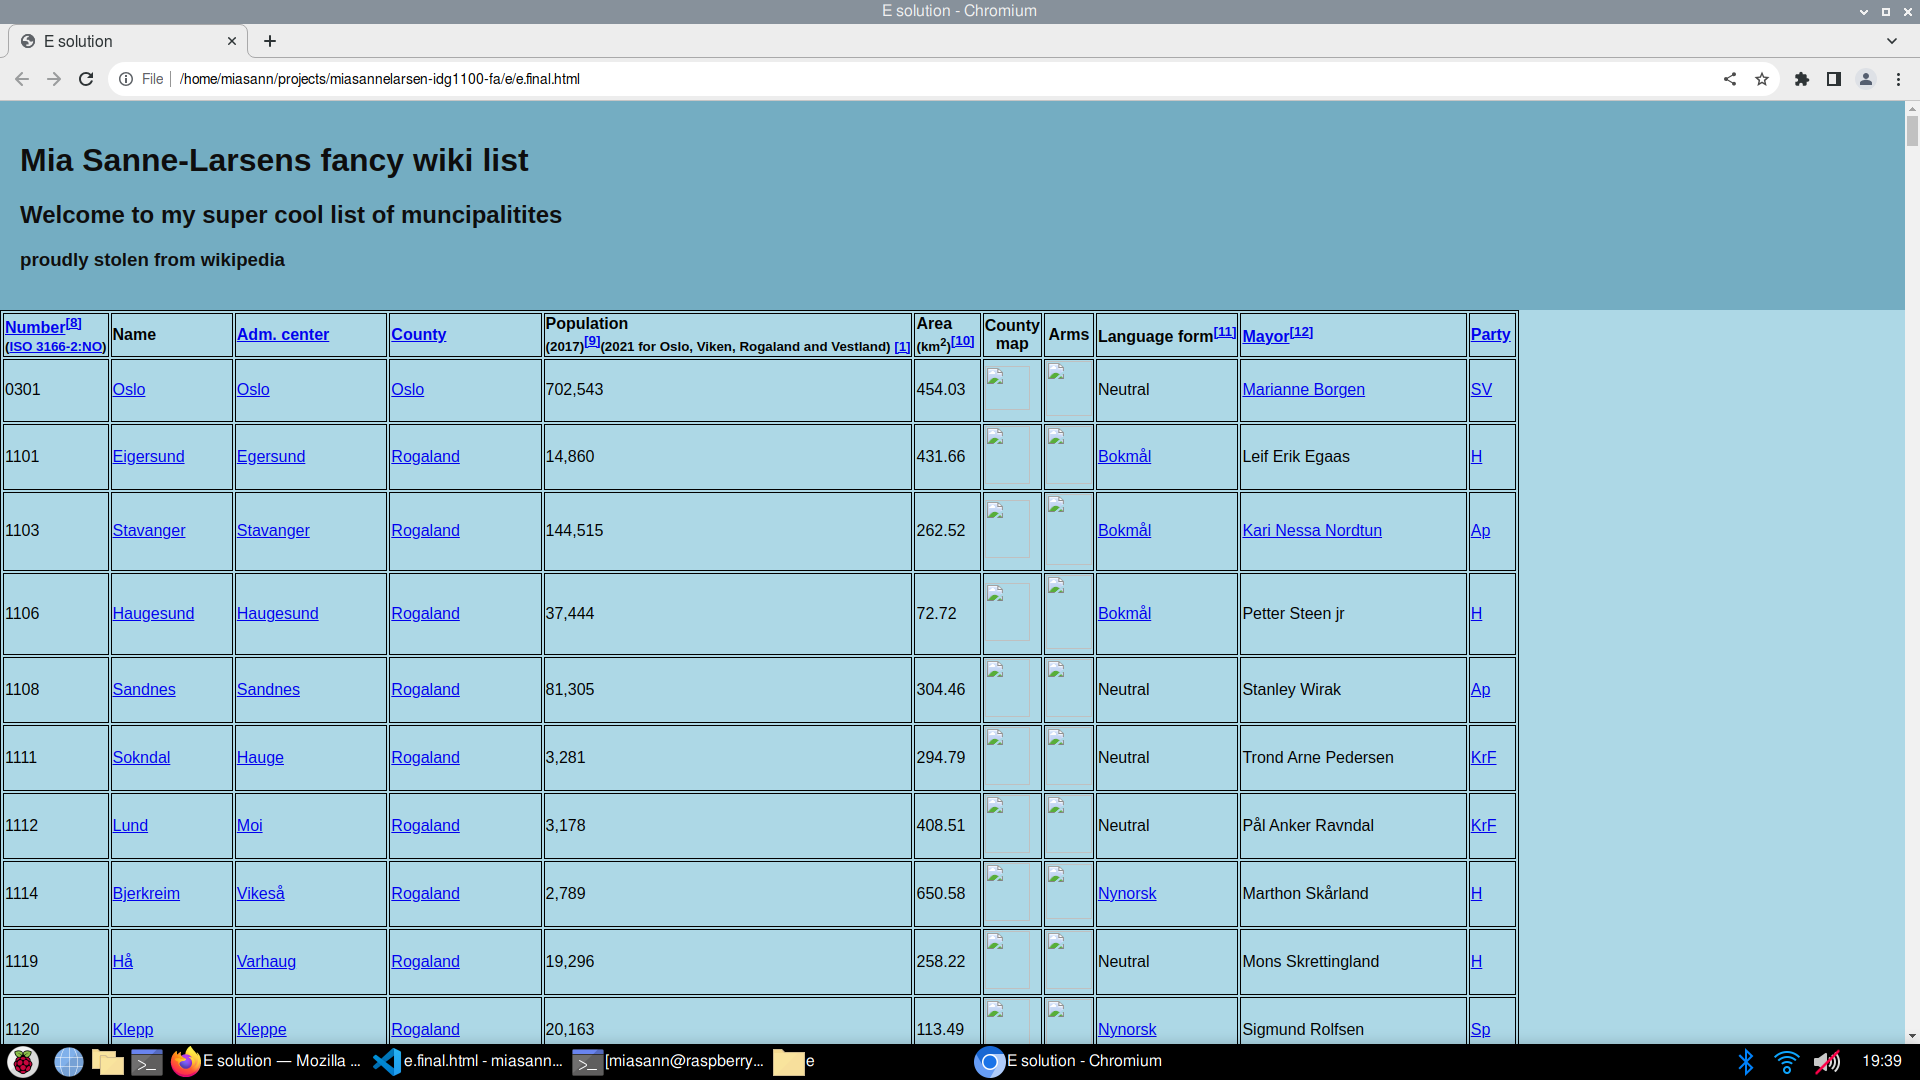 E solution - Chromium
E solution
File /home/miasann/projects/miasannelarsen-idg1100-fa/e/e.final.html
Mia Sanne-Larsens fancy wiki list
Welcome to my super cool list of muncipalitites
proudly stolen from wikipedia
Number[8] (ISO 3166-2:NO) Name Adm. center County Population (2017)[9](2021 for Oslo, Viken, Rogaland and Vestland) [1] Area (km2)[10] County map Arms Language form[11] Mayor[12] Party
0301 Oslo Oslo Oslo 702,543 454.03 Neutral Marianne Borgen SV
1101 Eigersund Egersund Rogaland 14,860 431.66 Bokmål Leif Erik Egaas H
1103 Stavanger Stavanger Rogaland 144,515 262.52 Bokmål Kari Nessa Nordtun Ap
1106 Haugesund Haugesund Rogaland 37,444 72.72 Bokmål Petter Steen jr H
1108 Sandnes Sandnes Rogaland 81,305 304.46 Neutral Stanley Wirak Ap
1111 Sokndal Hauge Rogaland 3,281 294.79 Neutral Trond Arne Pedersen KrF
1112 Lund Moi Rogaland 3,178 408.51 Neutral Pål Anker Ravndal KrF
1114 Bjerkreim Vikeså Rogaland 2,789 650.58 Nynorsk Marthon Skårland H
1119 Hå Varhaug Rogaland 19,296 258.22 Neutral Mons Skrettingland H
1120 Klepp Kleppe Rogaland 20,163 113.49 Nynorsk Sigmund Rolfsen Sp
E solution — Mozilla ... e.final.html - miasann... [miasann@raspberry... e E solution - Chromium 19:39